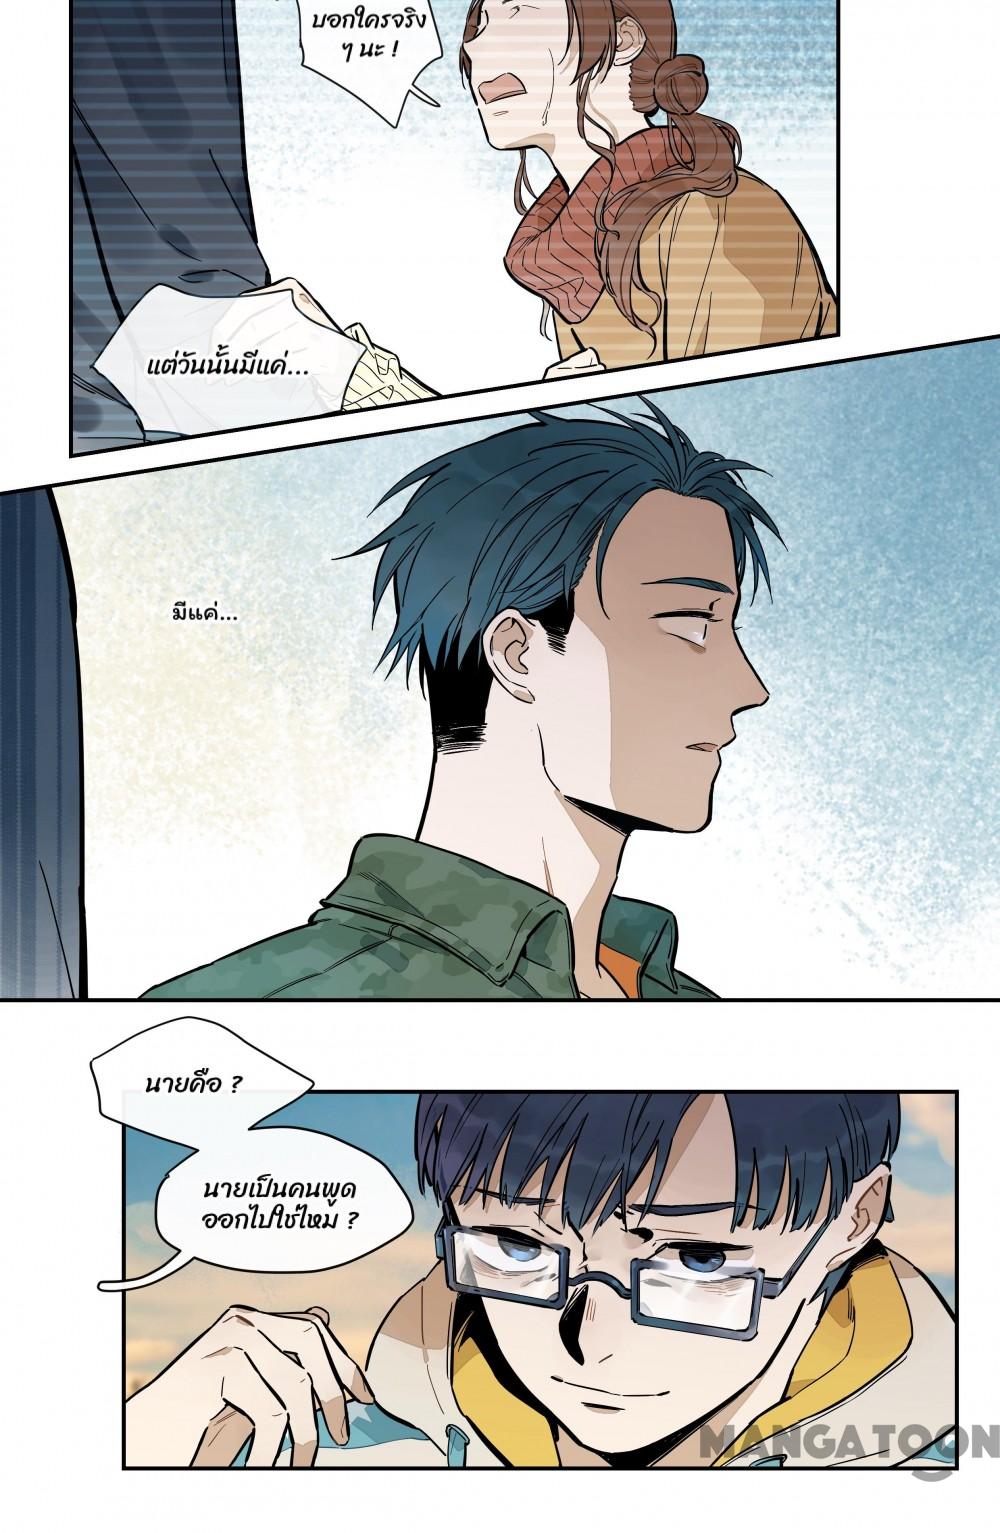 บอกใครจริง
ๆ นะ !
แต่วันนั้นมีแค่...
มีแค่...
นายคือ ?
นายเป็นคนพูด
ออกไปใช่ไหม ?
MANGATOON